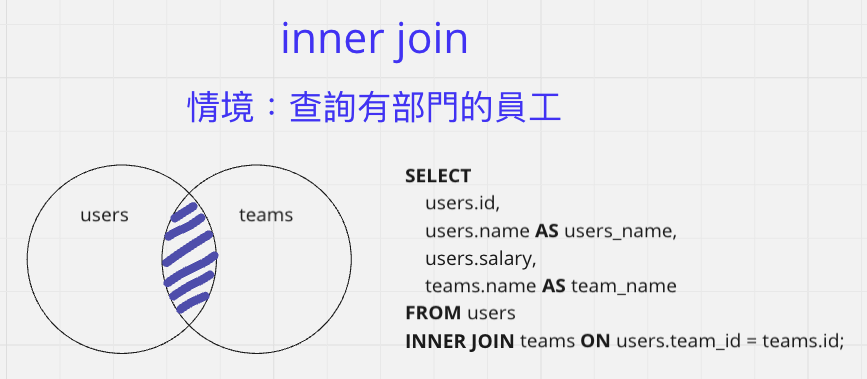 inner join
情境：查詢有部門的員工
users
teams
SELECT
users.id,
users.name AS users_name,
users.salary,
teams.name AS team_name
FROM users
INNER JOIN teams ON users.team_id = teams.id;